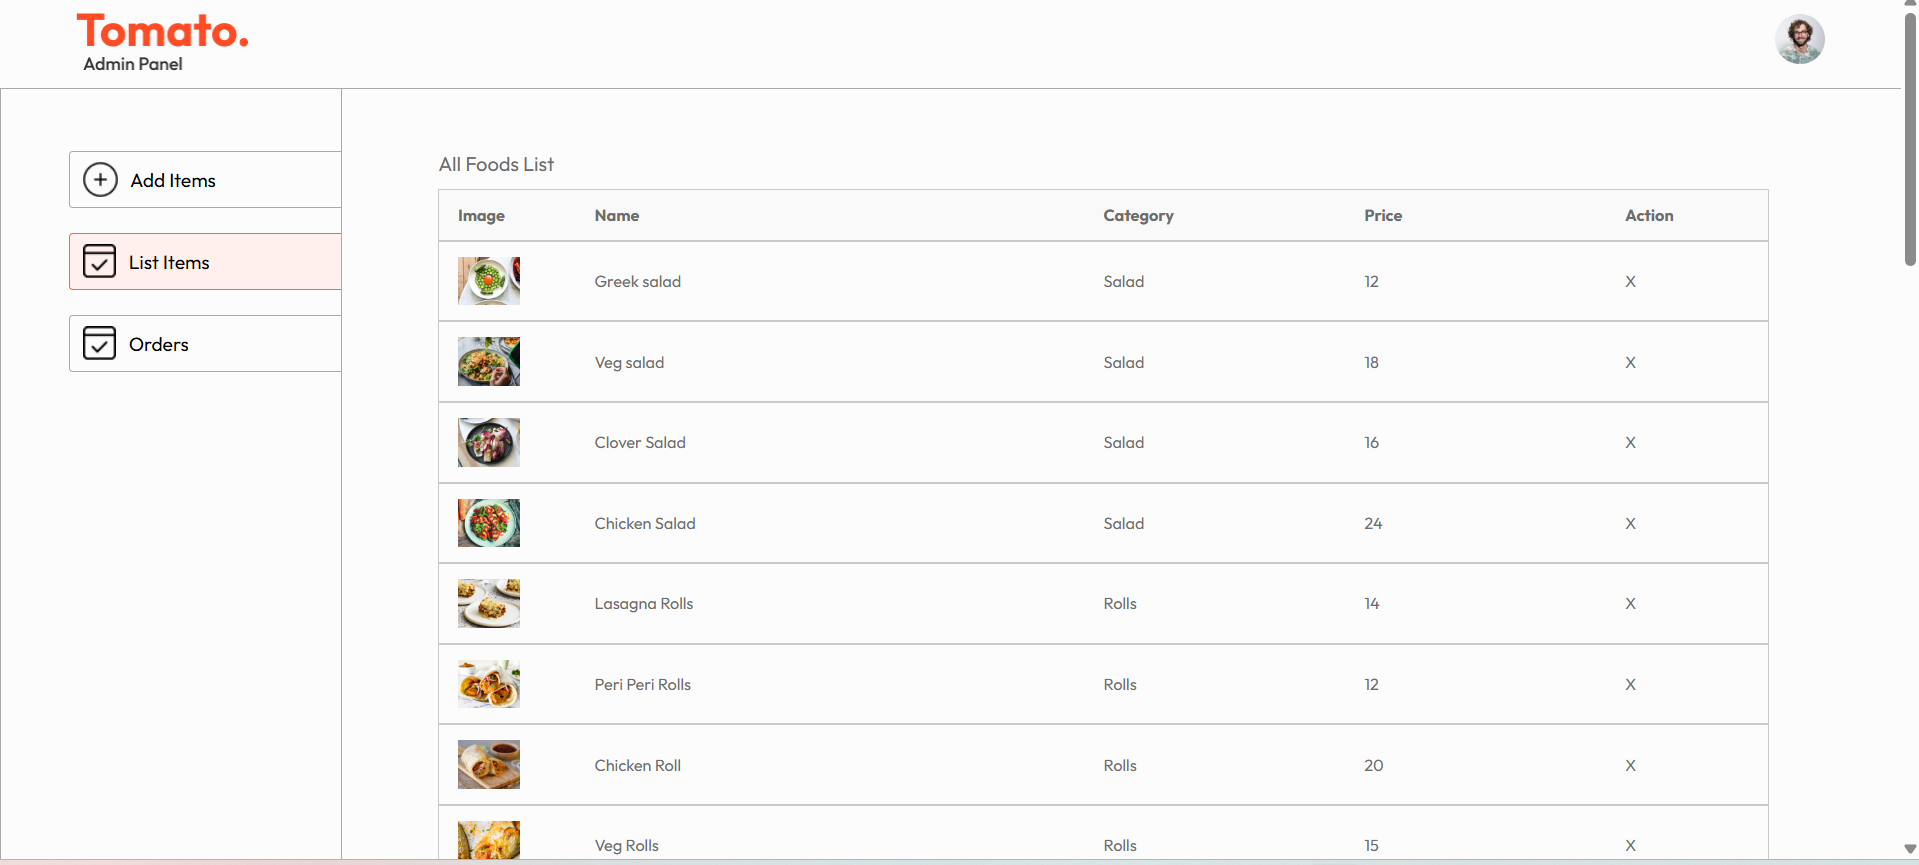 Tomato.
Admin Panel
Add Items
List Items
Orders
All Foods List
Image Name Category Price Action
Greek salad Salad 12 X
Veg salad Salad 18 X
Clover Salad Salad 16 X
Chicken Salad Salad 24 X
Lasagna Rolls Rolls 14 X
Peri Peri Rolls Rolls 12 X
Chicken Roll Rolls 20 X
Veg Rolls Rolls 15 X